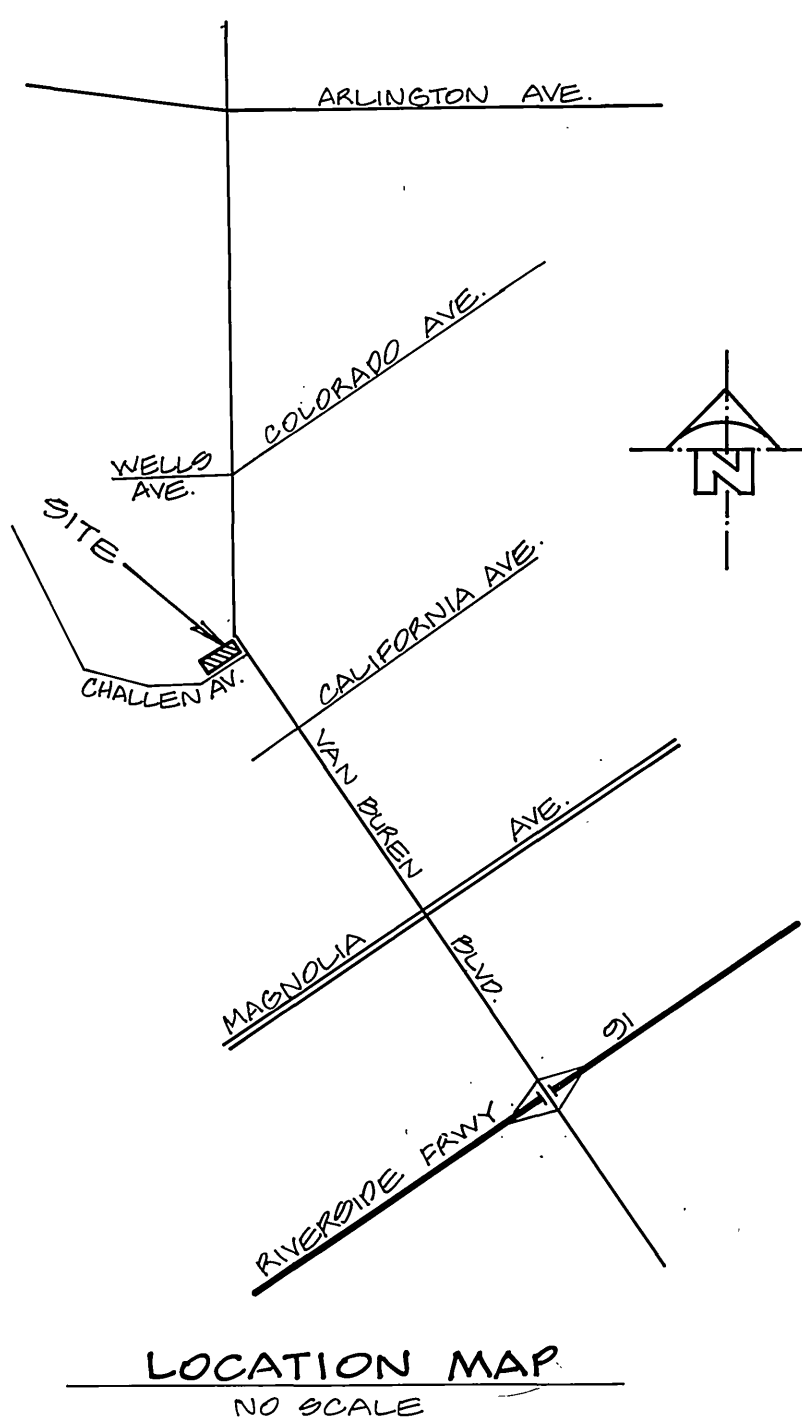 ARLINGTON AVE.
COLORADO AVE.
WELLS
AVE.
SITE
CALIFORNIA AVE.
CHALLEN AV.
VAN BUREN BLVD.
MAGNOLIA AVE.
91
RIVERSIDE FRWY
N
LOCATION MAP
NO SCALE